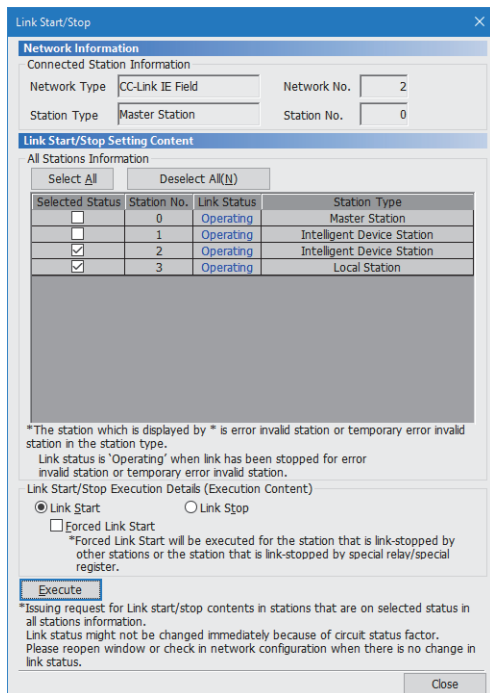 Link Start/Stop
Network Information
Connected Station Information
Network Type CC-Link IE Field Network No. 2
Station Type Master Station Station No. 0
Link Start/Stop Setting Content
All Stations Information
Select All Deselect All(N)
Selected Status Station No. Link Status Station Type
0 Operating Master Station
1 Operating Intelligent Device Station
2 Operating Intelligent Device Station
3 Operating Local Station
*The station which is displayed by * is error invalid station or temporary error invalid
station in the station type.
Link status is 'Operating' when link has been stopped for error
invalid station or temporary error invalid station.
Link Start/Stop Execution Details (Execution Content)
Link Start Link Stop
Forced Link Start
*Forced Link Start will be executed for the station that is link-stopped by
other stations or the station that is link-stopped by special relay/special
register.
Execute
*Issuing request for Link start/stop contents in stations that are on selected status in
all stations information.
Link status might not be changed immediately because of circuit status factor.
Please reopen window or check in network configuration when there is no change in
link status.
Close